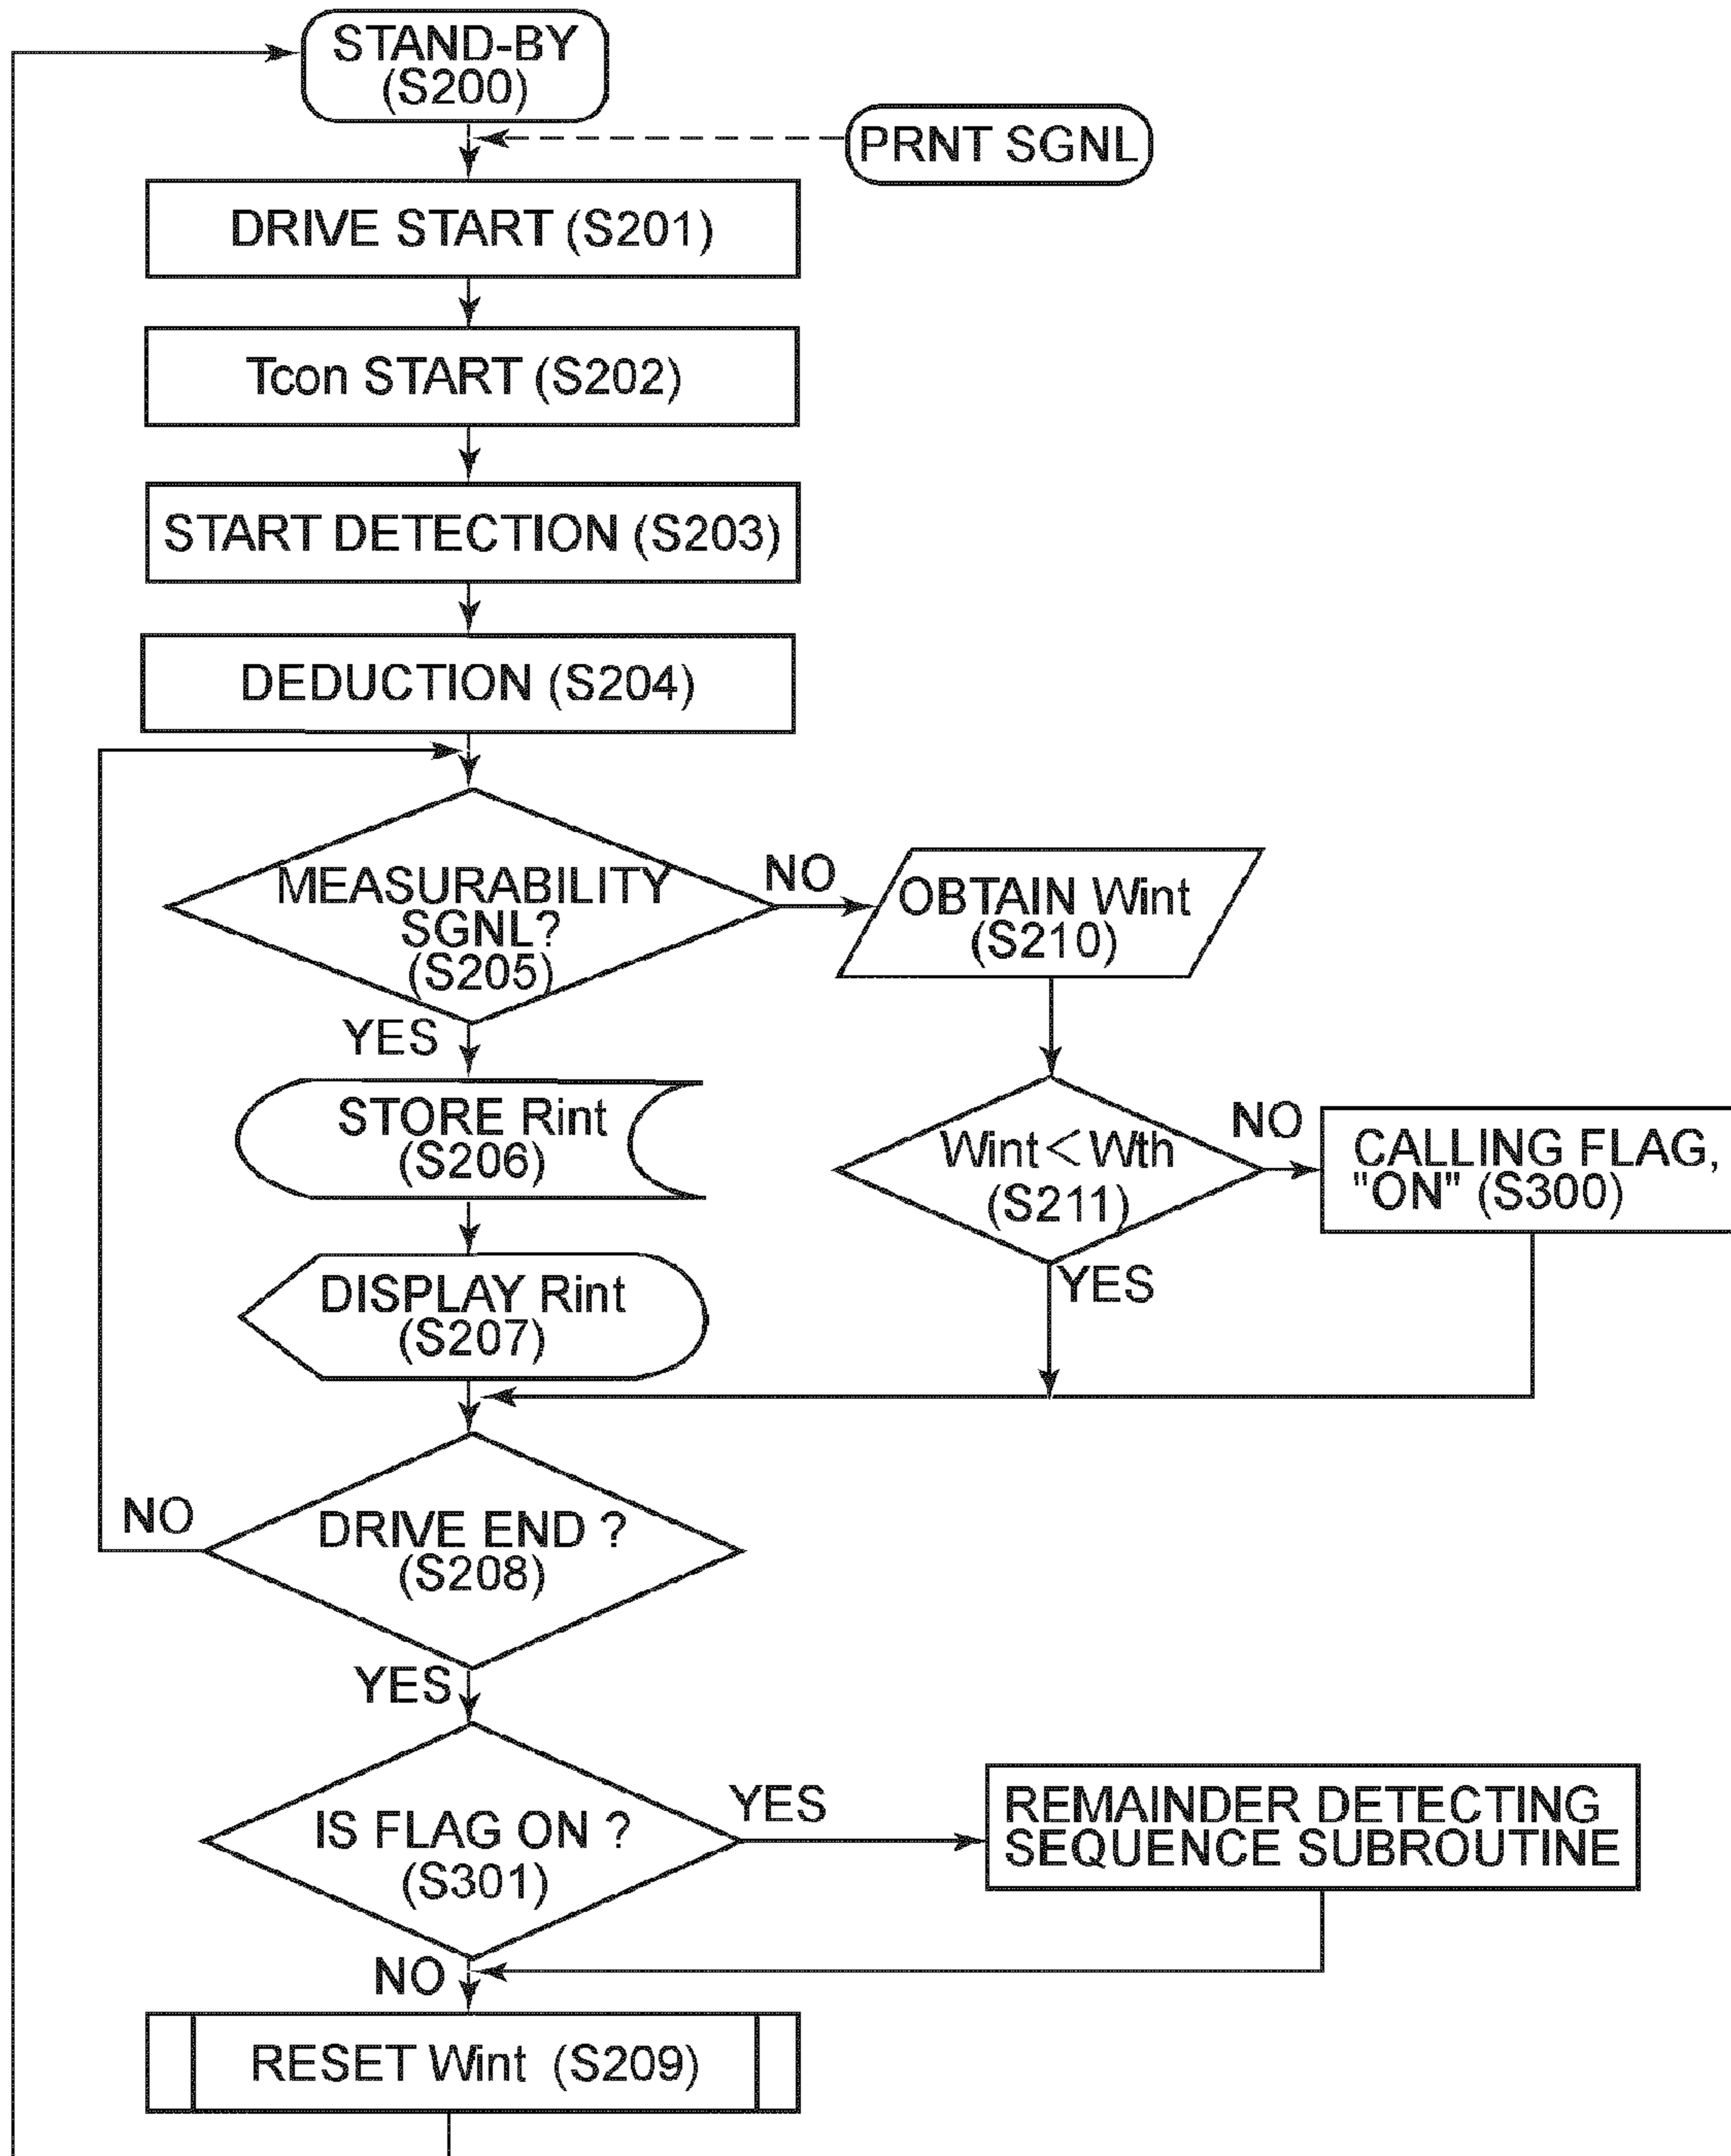 STAND-BY
(S200)
PRNT SGNL
DRIVE START (S201)
Tcon START (S202)
START DETECTION (S203)
DEDUCTION (S204)
MEASURABILITY
SGNL?
(S205)
NO
OBTAIN Wint
(S210)
YES
STORE Rint
(S206)
Wint<Wth
(S211)
NO
CALLING FLAG,
"ON" (S300)
DISPLAY Rint
(S207)
YES
NO
DRIVE END ?
(S208)
YES
IS FLAG ON ?
(S301)
YES
REMAINDER DETECTING
SEQUENCE SUBROUTINE
NO
RESET Wint (S209)